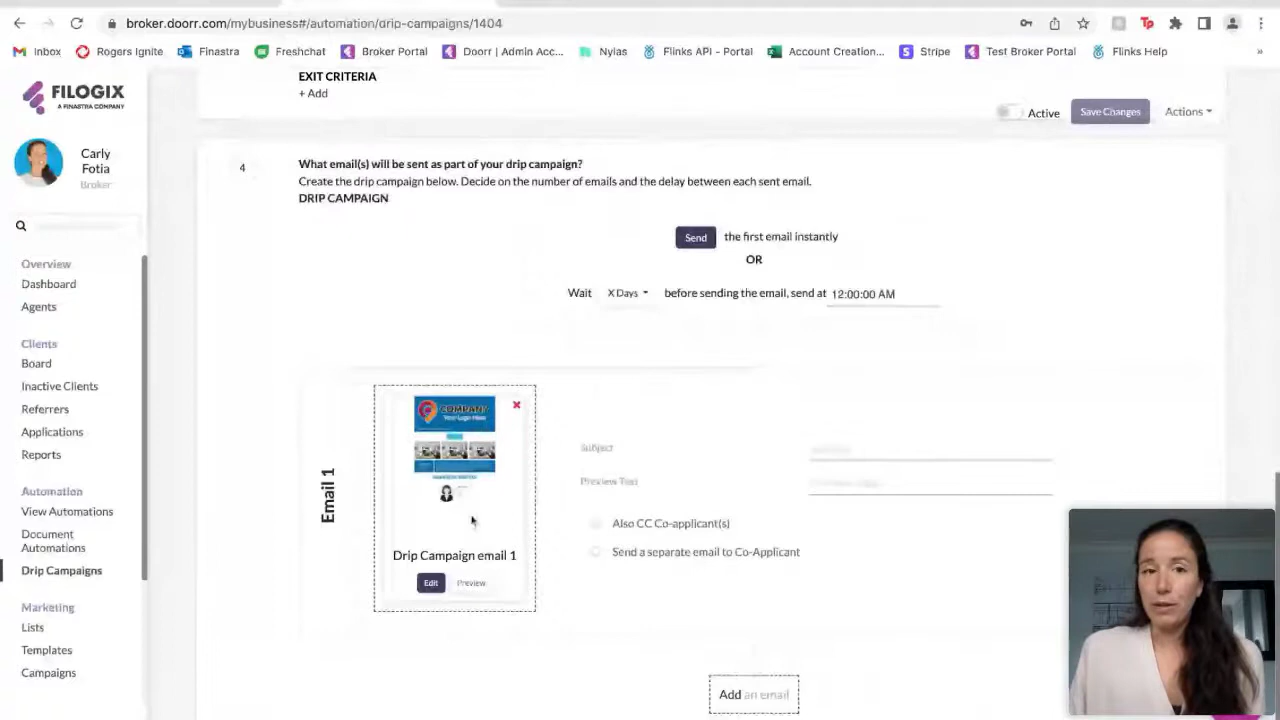 broker.doorr.com/mybusiness#/automation/drip-campaigns/1404
Inbox
Rogers Ignite
Finastra
Freshchat
Broker Portal
Doorr | Admin Acc...
Nylas
Flinks API - Portal
Account Creation...
Stripe
Test Broker Portal
Flinks Help
»
FILOGIX
A FINASTRA COMPANY
Carly
Fotia
Broker
Overview
Dashboard
Agents
Clients
Board
Inactive Clients
Referrers
Applications
Reports
Automation
View Automations
Document
Automations
Drip Campaigns
Marketing
Lists
Templates
Campaigns
EXIT CRITERIA
+ Add
Active
Save Changes
Actions
4
What email(s) will be sent as part of your drip campaign?
Create the drip campaign below. Decide on the number of emails and the delay between each sent email.
DRIP CAMPAIGN
Send the first email instantly
OR
Wait X Days before sending the email, send at 12:00:00 AM
Email 1
COMPANY
Your Logo Here
Drip Campaign email 1
Edit Preview
Subject
Preview Text
Also CC Co-applicant(s)
Send a separate email to Co-Applicant
Add an email